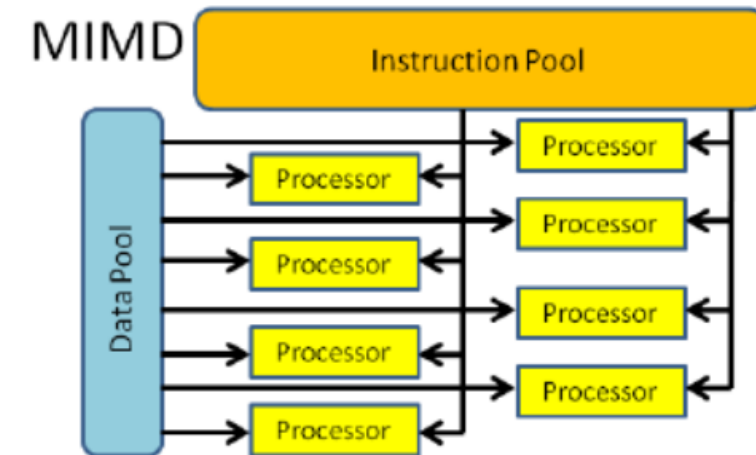 MIMD
Instruction Pool
Data Pool
Processor
Processor
Processor
Processor
Processor
Processor
Processor
Processor